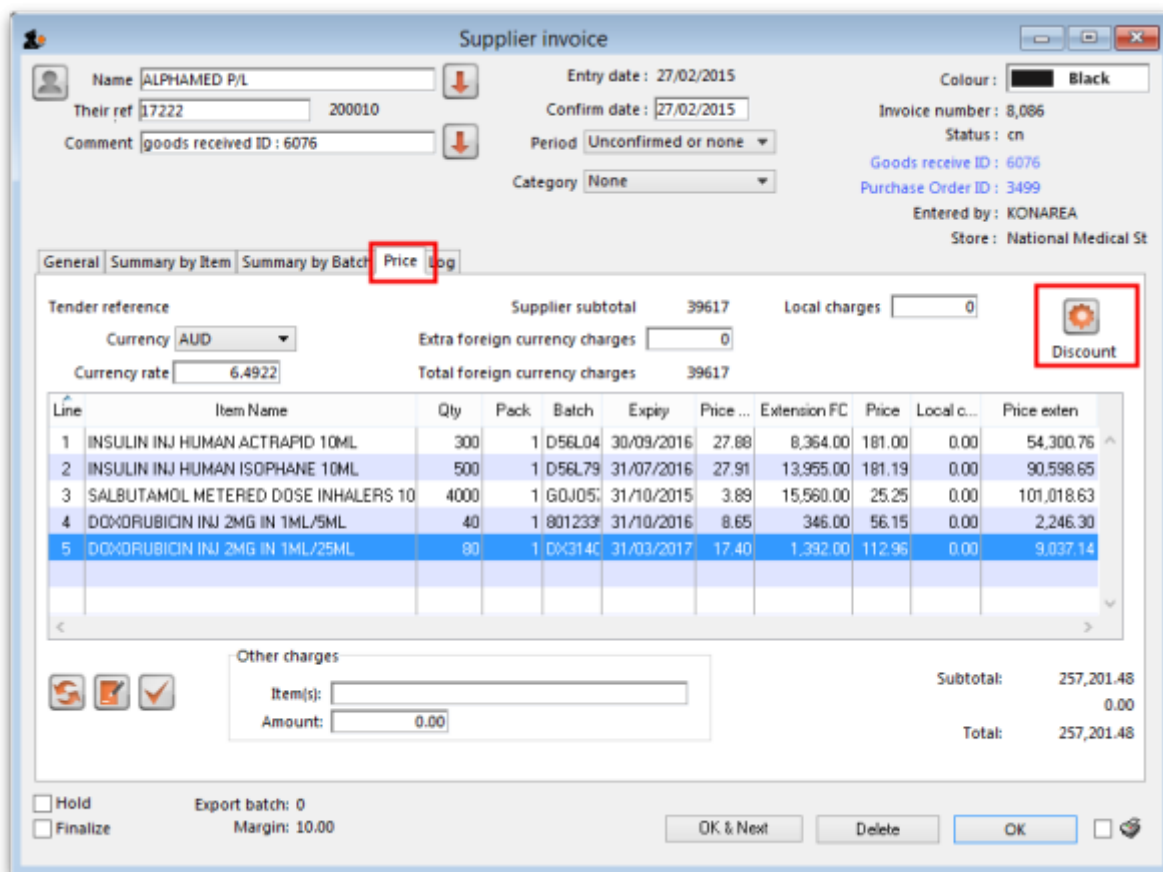 Supplier invoice
Name ALPHAMED P/L Entry date : 27/02/2015 Colour : Black
Their ref 17222 200010 Confirm date : 27/02/2015 Invoice number : 8,086
Comment goods received ID : 6076 Period Unconfirmed or none Status : cn
Goods receive ID : 6076
Category None Purchase Order ID : 3499
Entered by : KONAREA
Store : National Medical St
General Summary by Item Summary by Batch Price Log
Tender reference Supplier subtotal 39617 Local charges 0
Currency AUD Extra foreign currency charges 0 Discount
Currency rate 6.4922 Total foreign currency charges 39617
Line Item Name Qty Pack Batch Expiry Price ... Extension FC Price Local c... Price exten
1 INSULIN INJ HUMAN ACTRAPID 10ML 300 1 D56L04 30/09/2016 27.88 8,364.00 181.00 0.00 54,300.76
2 INSULIN INJ HUMAN ISOPHANE 10ML 500 1 D56L79 31/07/2016 27.91 13,955.00 181.19 0.00 90,598.65
3 SALBUTAMOL METERED DOSE INHALERS 10 4000 1 31/10/2015 3.89 15,560.00 25.25 0.00 101,018.63
4 DOXORUBICIN INJ 2MG IN 1ML/5ML 40 1 31/10/2016 8.65 346.00 56.15 0.00 2,246.30
5 DOXORUBICIN INJ 2MG IN 1ML/25ML 80 1 DX314C 31/03/2017 17.40 1,392.00 112.96 0.00 9,037.14
Other charges
Item(s): Subtotal: 257,201.48
0.00
Amount: 0.00 Total: 257,201.48
Hold Export batch: 0
Finalize Margin: 10.00 OK & Next Delete OK